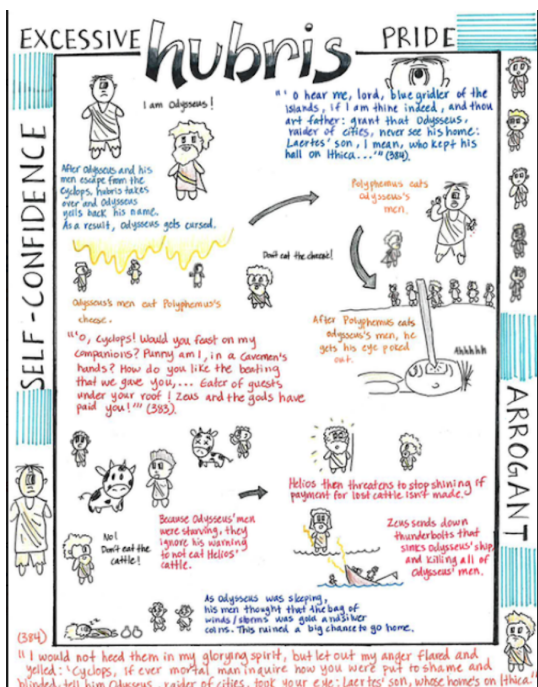 EXCESSIVE hubris PRIDE
SELF-CONFIDENCE
I am Odysseus!
After Odysseus and his
men escape from the
cyclops, hubris takes
over and Odysseus
yells back his name.
As a result, Odysseus gets cursed.
"' O hear me, lord, blue gridler of the
islands, if I am thine indeed, and thou
art father: grant that Odysseus,
raider of cities, never see his home:
Laertes' son, I mean, who kept his
hall on Ithica...'" (384)
Polyphemus eats
Odysseus's
men.
Don't eat the cheese!
Odysseus's men eat Polyphemus's
cheese.
After Polyphemus eats
Odysseus's men, he
gets his eye poked
out.
Ahhhhh
"'O, cyclops! Would you feast on my
companions? Punny am I, in a Caveman's
hands? How do you like the beating
that we gave you,... Eater of guests
under your roof! Zeus and the gods have
paid you!'" (383).
ARROGANT
No!
Don't eat the
cattle!
Because Odysseus' men
were starving, they
ignore his warning
to not eat Helios'
cattle.
Helios then threatens to stop shining if
payment for lost cattle isn't made.
Zeus sends down
thunderbolts that
sinks Odysseus' ship
and killing all of
Odysseus' men.
As Odysseus was sleeping,
his men thought that the bag of
winds/storms was gold and silver
coins. This ruined a big chance to go home.
(384)
"I would not heed them in my glorying spirit, but let out my anger flared and
yelled: 'Cyclops, if ever mortal man inquire how you were put to shame and
blinded, tell him Odysseus, raider of cities, took your eye: Laertes' son, whose home's on Ithica.'"